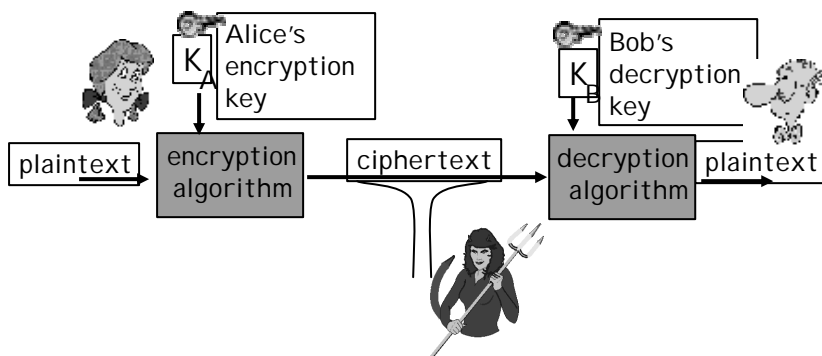 K A
Alice's
encryption
key
K B
Bob's
decryption
key
plaintext
encryption
algorithm
ciphertext
decryption
algorithm
plaintext